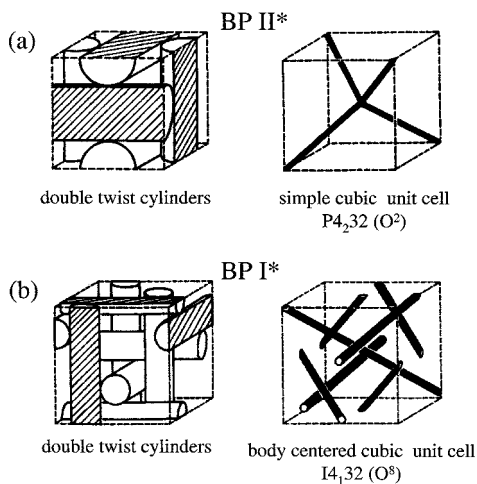 BP II*
(a)
double twist cylinders
simple cubic unit cell
P4₂32 (O²)
BP I*
(b)
double twist cylinders
body centered cubic unit cell
I4₁32 (O⁸)